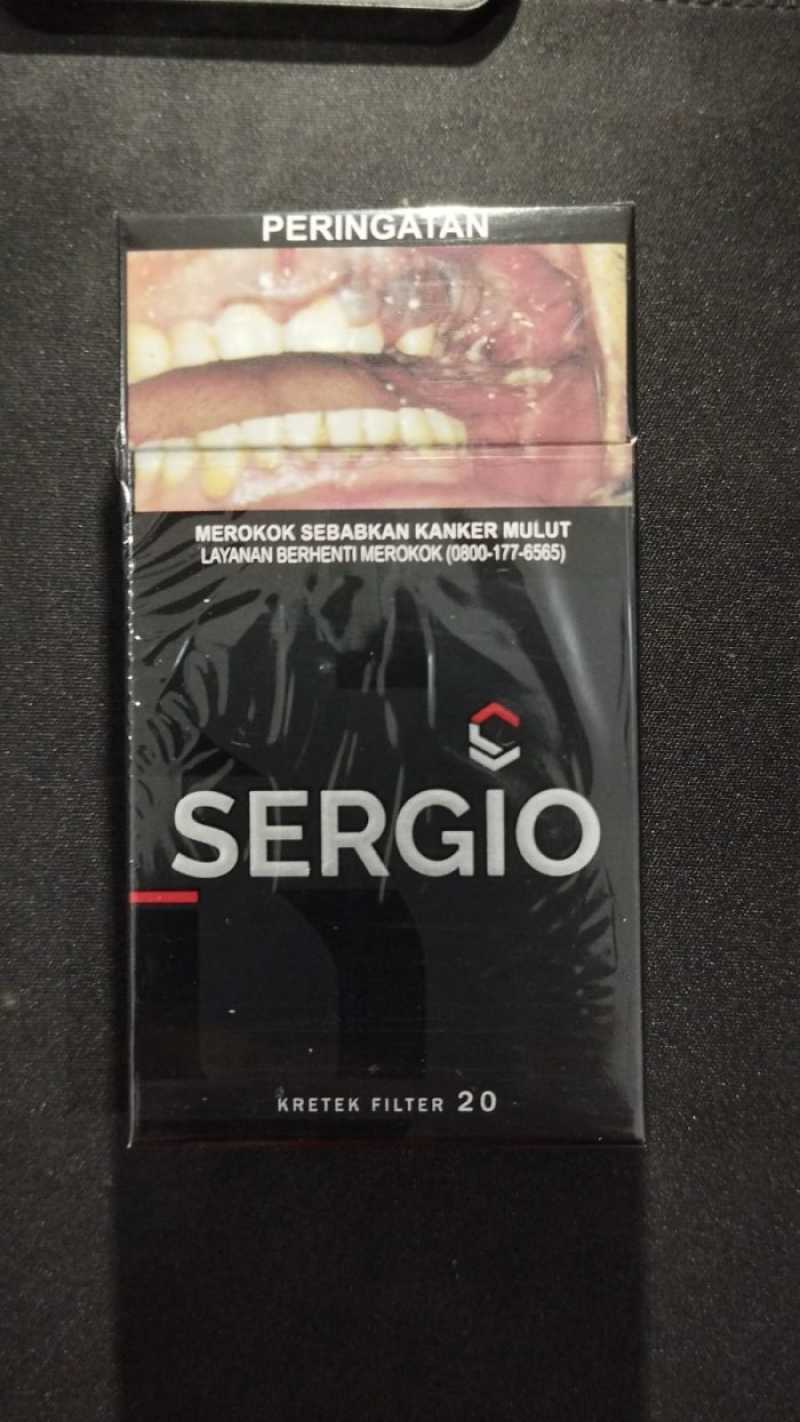 PERINGATAN
MEROKOK SEBABKAN KANKER MULUT
LAYANAN BERHENTI MEROKOK (0800-177-6565)
SERGIO
KRETEK FILTER 20